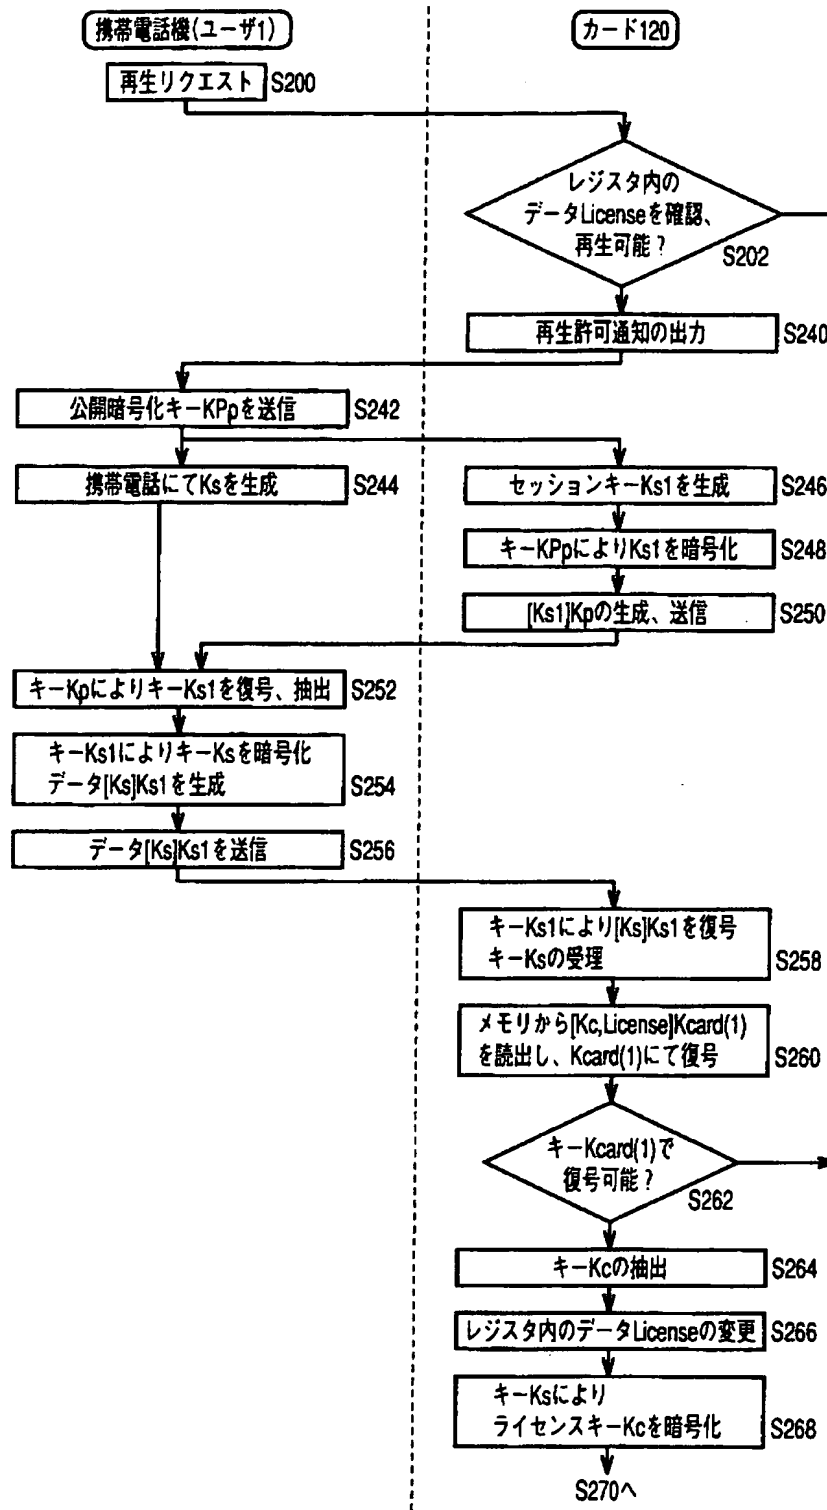 携帯電話機(ユーザ1)
カード120
再生リクエスト
S200
レジスタ内の
データLicenseを確認、
再生可能？
S202
再生許可通知の出力
S240
公開暗号化キーKPpを送信
S242
携帯電話にてKsを生成
S244
セッションキーKs1を生成
S246
キーKPpによりKs1を暗号化
S248
[Ks1]Kpの生成、送信
S250
キーKpによりキーKs1を復号、抽出
S252
キーKs1によりキーKsを暗号化
データ[Ks]Ks1を生成
S254
データ[Ks]Ks1を送信
S256
キーKs1により[Ks]Ks1を復号
キーKsの受理
S258
メモリから[Kc,License]Kcard(1)
を読出し、Kcard(1)にて復号
S260
キーKcard(1)で
復号可能？
S262
キーKcの抽出
S264
レジスタ内のデータLicenseの変更
S266
キーKsにより
ライセンスキーKcを暗号化
S268
S270へ